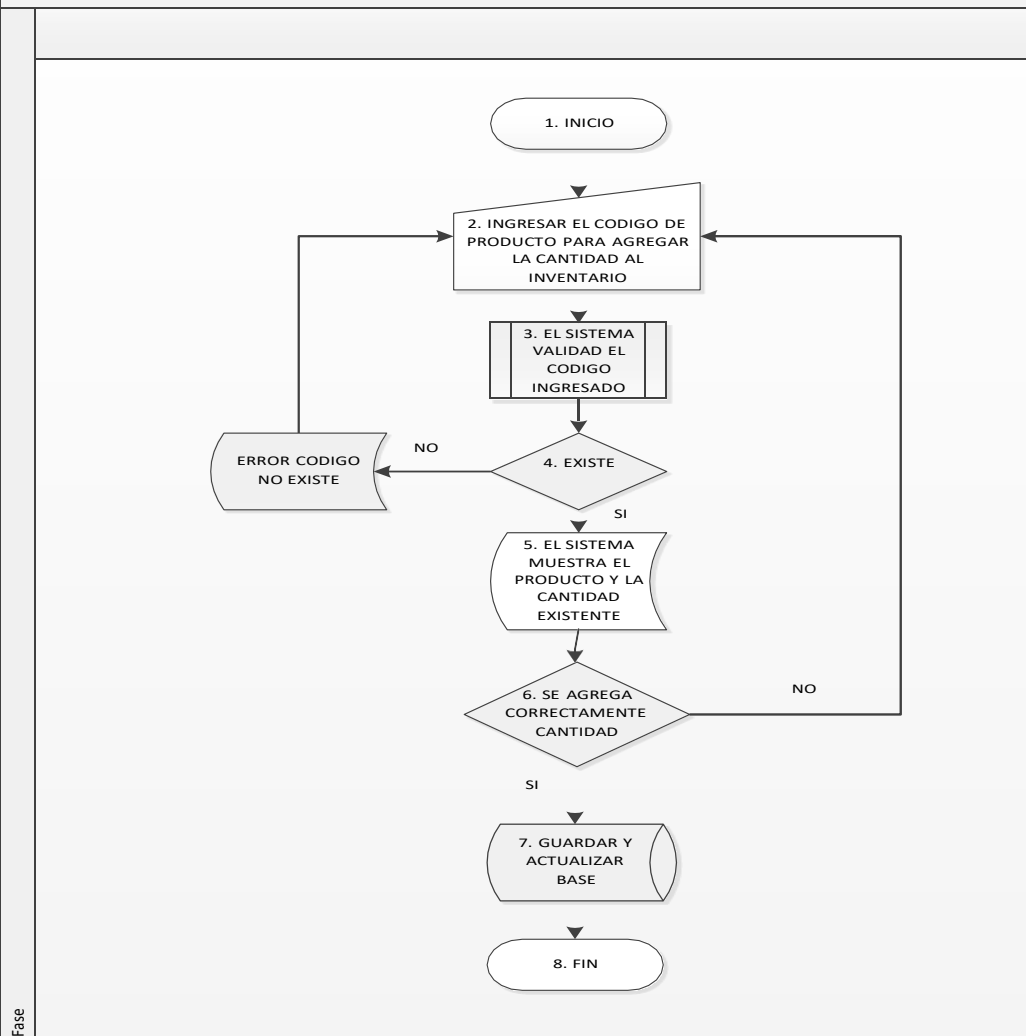 1. INICIO
2. INGRESAR EL CODIGO DE
PRODUCTO PARA AGREGAR
LA CANTIDAD AL
INVENTARIO
3. EL SISTEMA
VALIDAD EL
CODIGO
INGRESADO
4. EXISTE
NO
ERROR CODIGO
NO EXISTE
SI
5. EL SISTEMA
MUESTRA EL
PRODUCTO Y LA
CANTIDAD
EXISTENTE
6. SE AGREGA
CORRECTAMENTE
CANTIDAD
NO
SI
7. GUARDAR Y
ACTUALIZAR
BASE
8. FIN
Fase